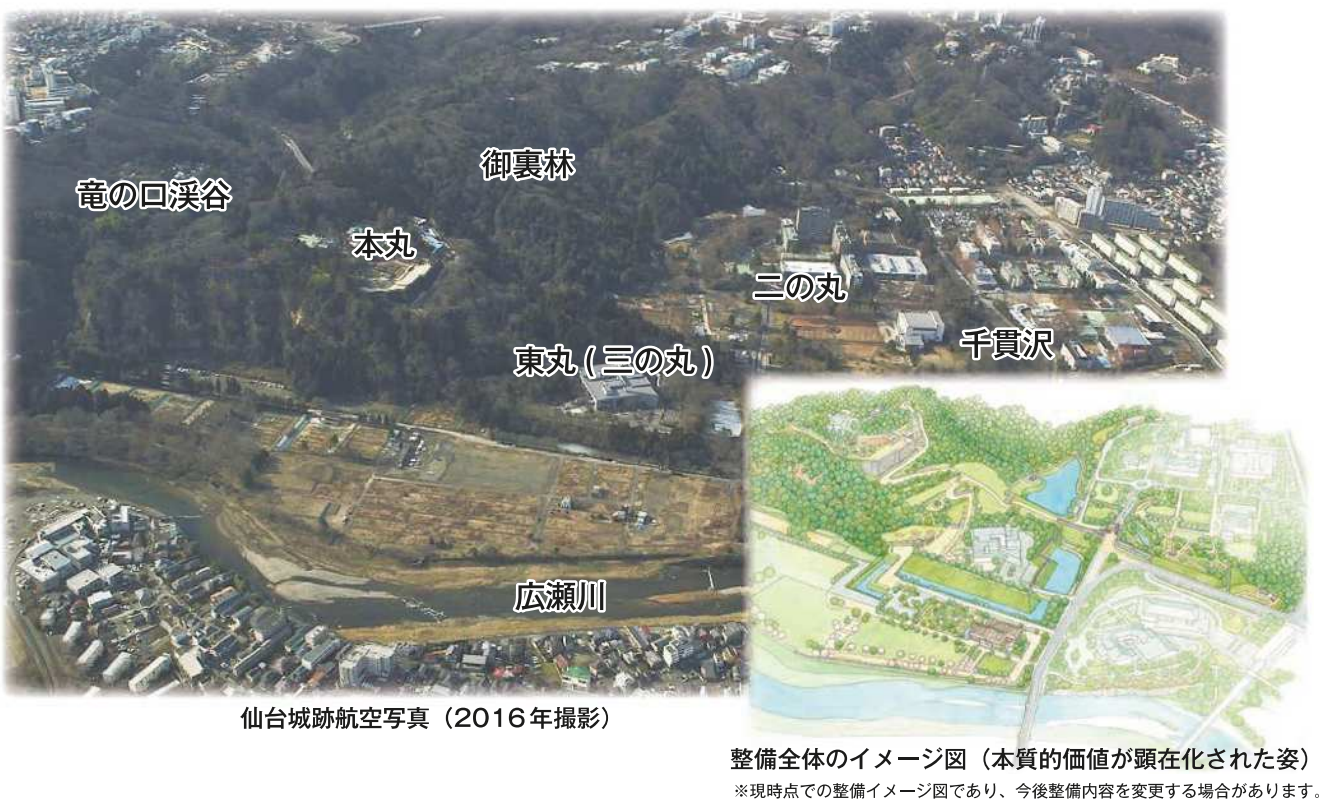 御裏林
竜の口渓谷
本丸
二の丸
千貫沢
東丸 ( 三の丸 )
広瀬川
仙台城跡航空写真（2016年撮影）
整備全体のイメージ図（本質的価値が顕在化された姿）
※現時点での整備イメージ図であり、今後整備内容を変更する場合があります。